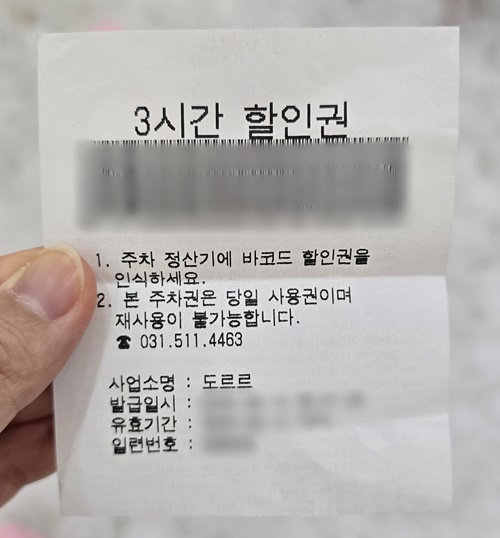 3시간 할인권
1. 주차 정산기에 바코드 할인권을
인식하세요.
2. 본 주차권은 당일 사용권이며
재사용이 불가능합니다.
☎ 031.511.4463
사업소명 : 도르르
발급일시 :
유효기간 :
일련번호 :